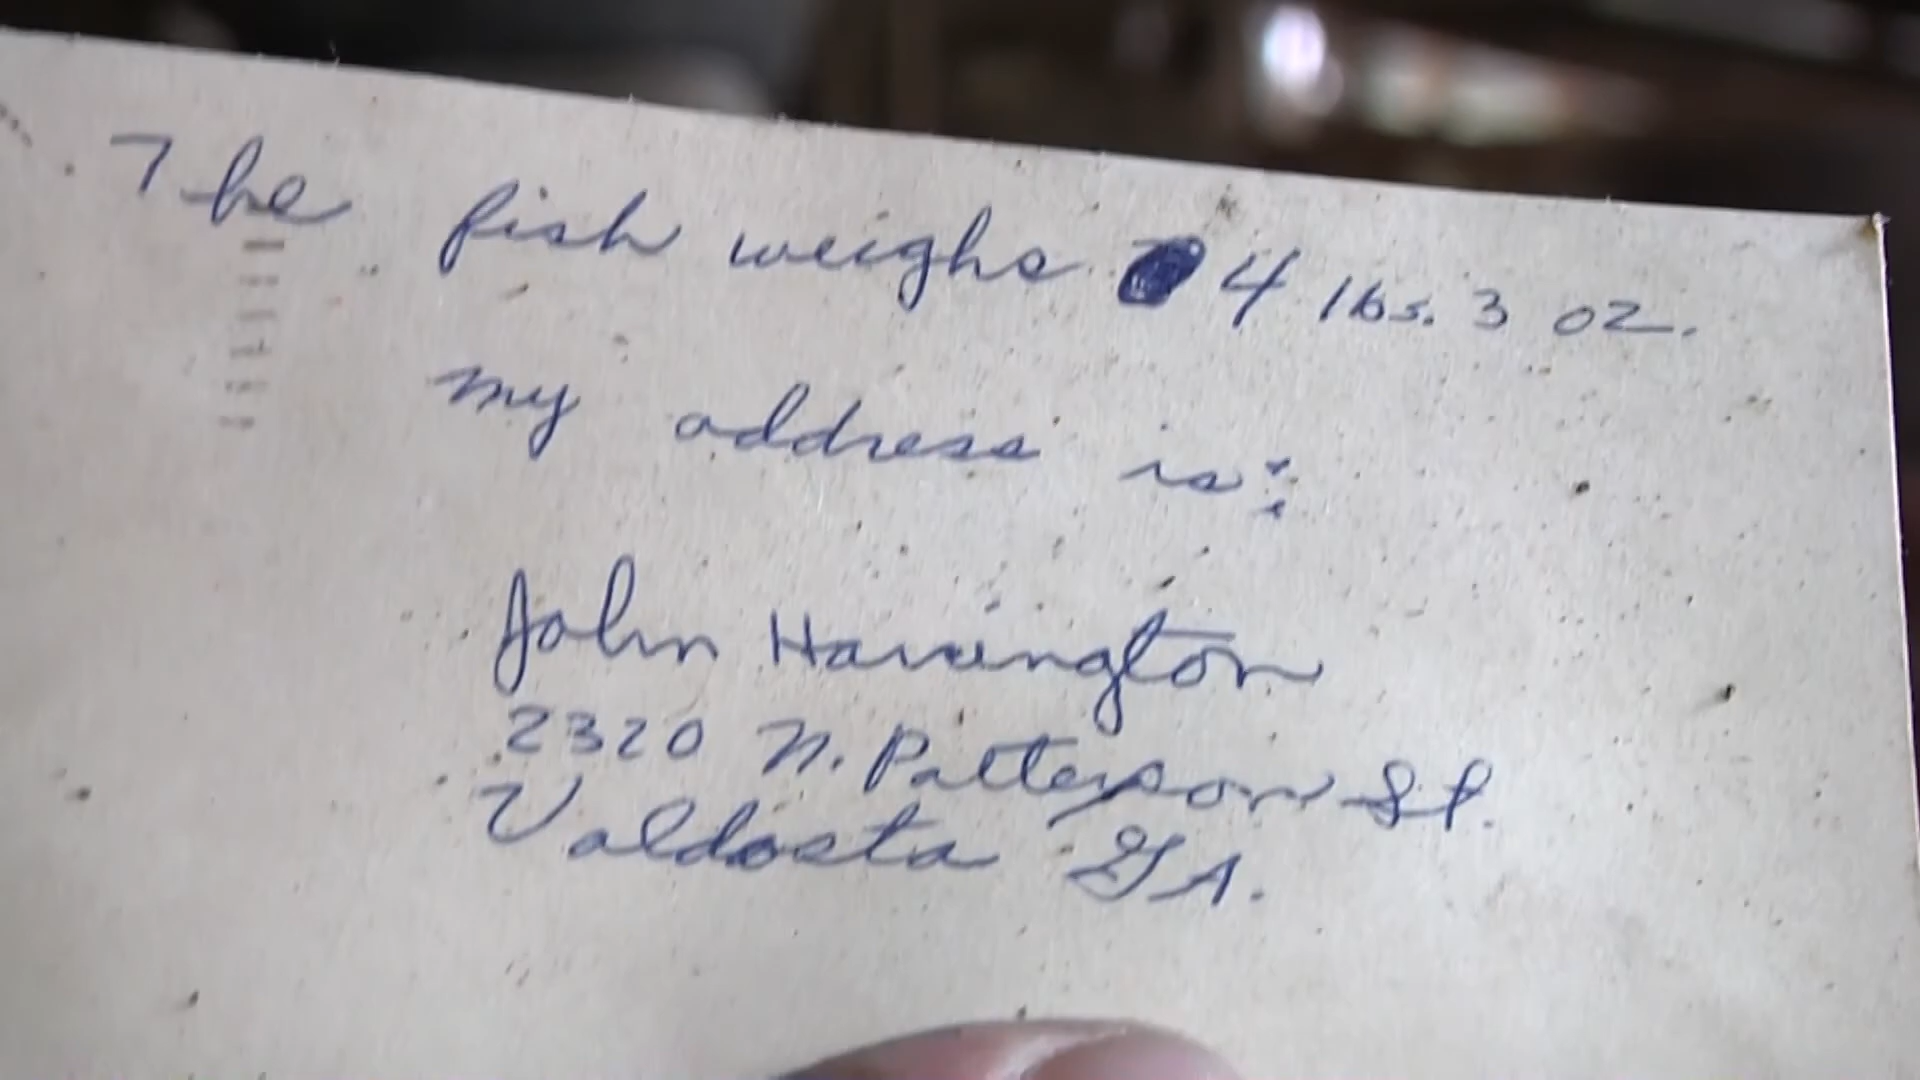 The fish weighs 4 lbs. 3 oz.
My address is:
John Harrington
2320 N. Patterson St.
Valdosta GA.